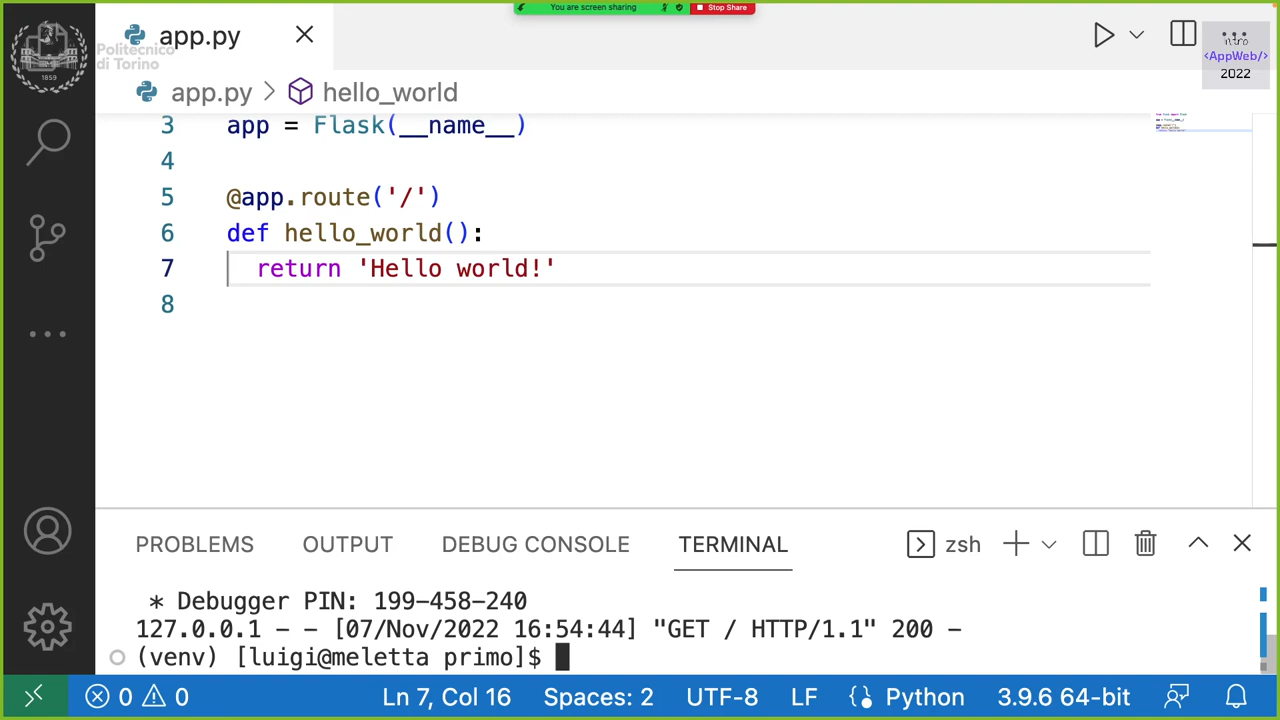 You are screen sharing
Stop Share
app.py
Politecnico
di Torino
1859
intro
<AppWeb/>
2022
app.py > hello_world
3 app = Flask(__name__)
4
5 @app.route('/')
6 def hello_world():
7 return 'Hello world!'
8
PROBLEMS OUTPUT DEBUG CONSOLE TERMINAL zsh
* Debugger PIN: 199-458-240
127.0.0.1 - - [07/Nov/2022 16:54:44] "GET / HTTP/1.1" 200 -
(venv) [luigi@meletta primo]$
0 0 Ln 7, Col 16 Spaces: 2 UTF-8 LF Python 3.9.6 64-bit